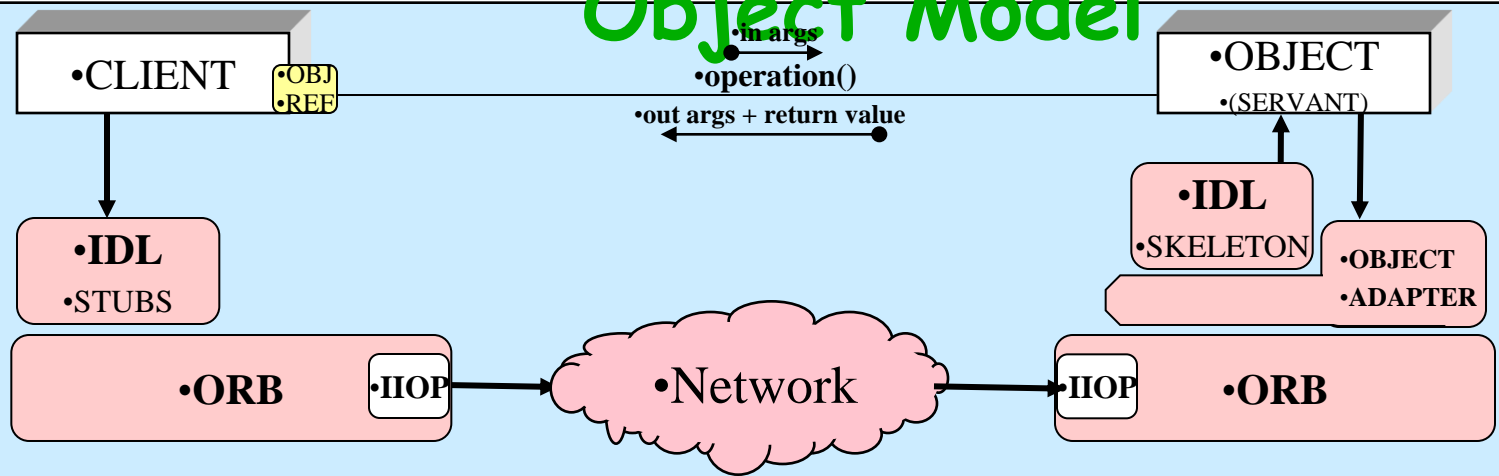 Object Model
•in args
•CLIENT
•OBJ
•REF
•operation()
•out args + return value
•OBJECT
•(SERVANT)
•IDL
•STUBS
•IDL
•SKELETON
•OBJECT
•ADAPTER
•ORB
•IIOP
•Network
•IIOP
•ORB